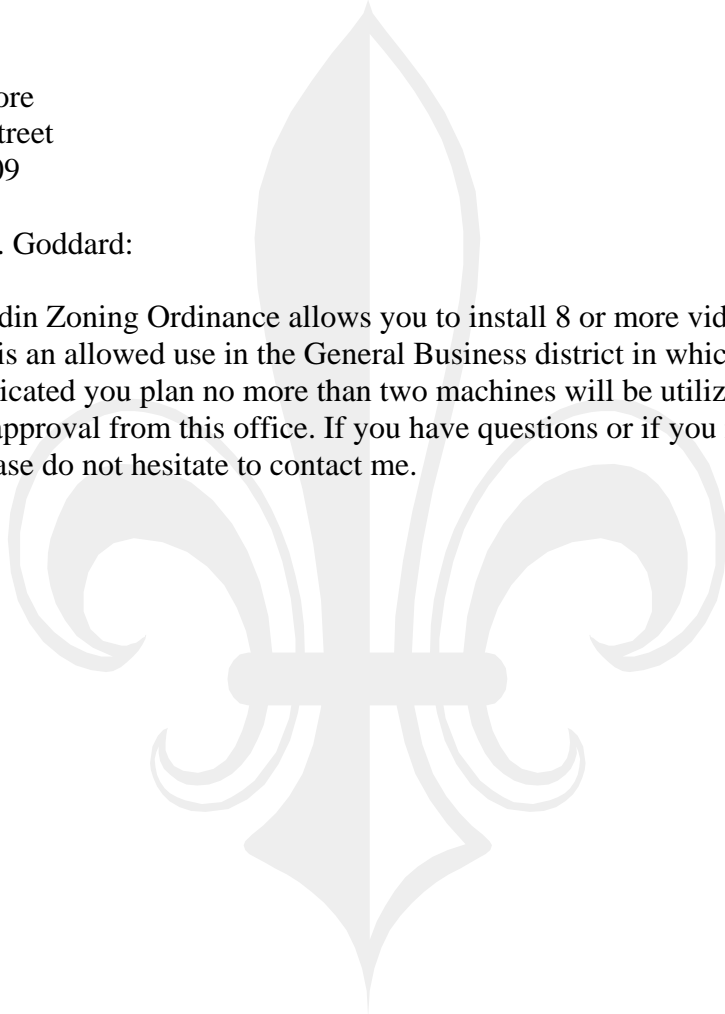 ore
treet
09
. Goddard:
din Zoning Ordinance allows you to install 8 or more vid
is an allowed use in the General Business district in whic
icated you plan no more than two machines will be utiliz
approval from this office. If you have questions or if you
ase do not hesitate to contact me.